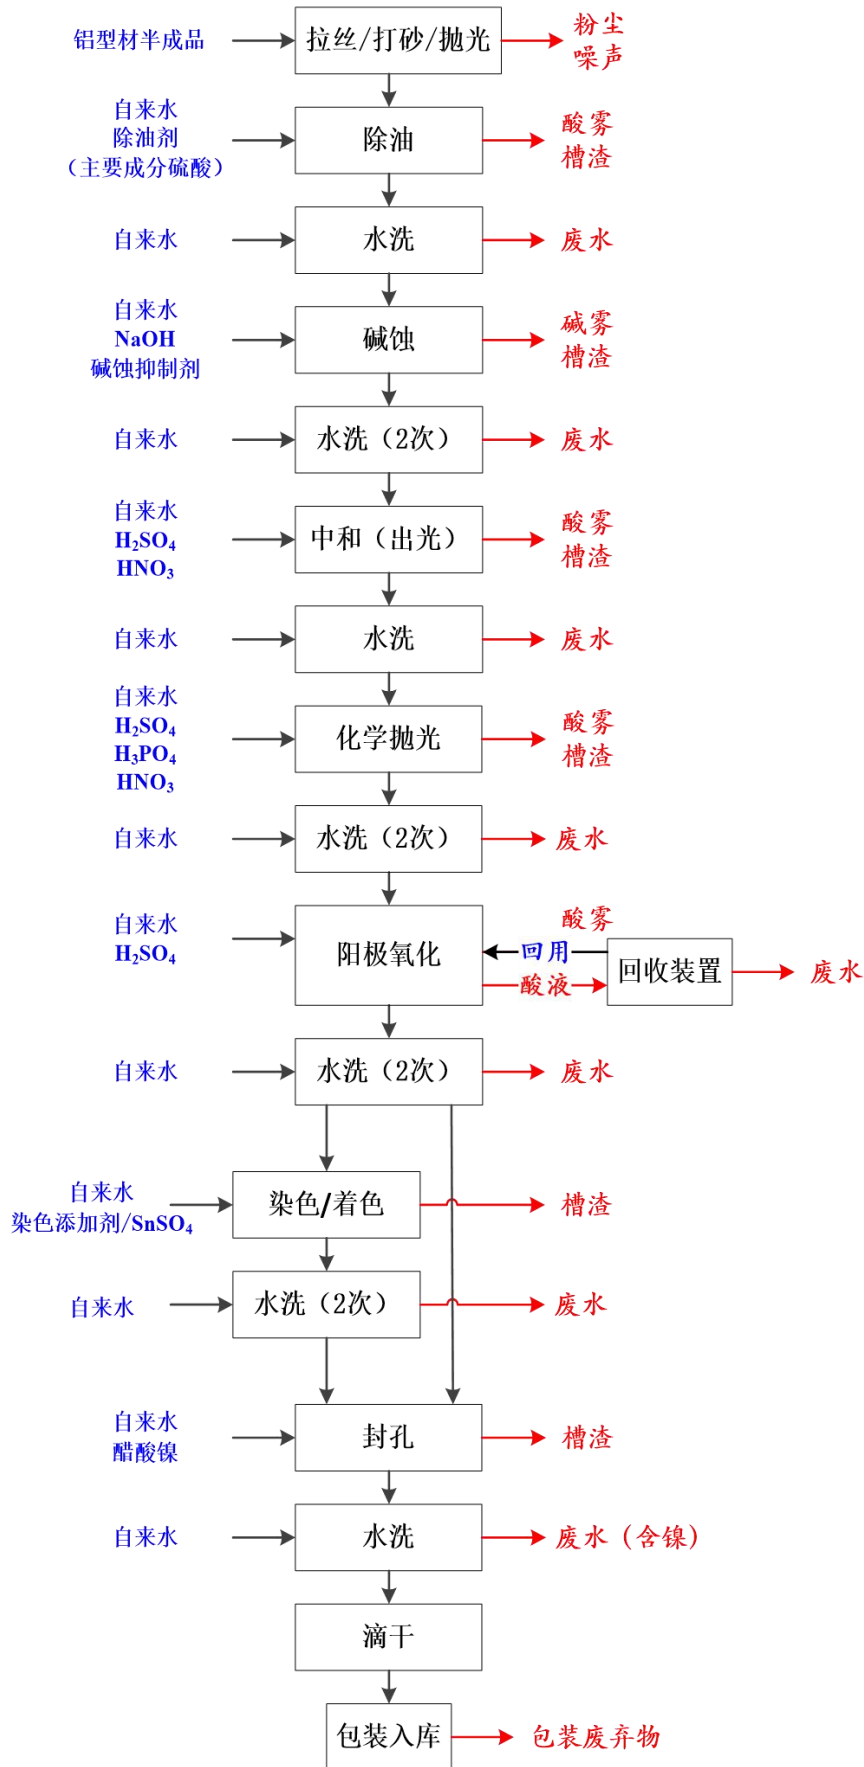 铝型材半成品
拉丝/打砂/抛光
粉尘
噪声
自来水
除油剂
（主要成分硫酸）
除油
酸雾
槽渣
自来水
水洗
废水
自来水
NaOH
碱蚀抑制剂
碱蚀
碱雾
槽渣
自来水
水洗（2次）
废水
自来水
H₂SO₄
HNO₃
中和（出光）
酸雾
槽渣
自来水
水洗
废水
自来水
H₂SO₄
H₃PO₄
HNO₃
化学抛光
酸雾
槽渣
自来水
水洗（2次）
废水
自来水
H₂SO₄
阳极氧化
酸雾
回用
酸液
回收装置
废水
自来水
水洗（2次）
废水
自来水
染色添加剂/SnSO₄
染色/着色
槽渣
自来水
水洗（2次）
废水
自来水
醋酸镍
封孔
槽渣
自来水
水洗
废水（含镍）
滴干
包装入库
包装废弃物